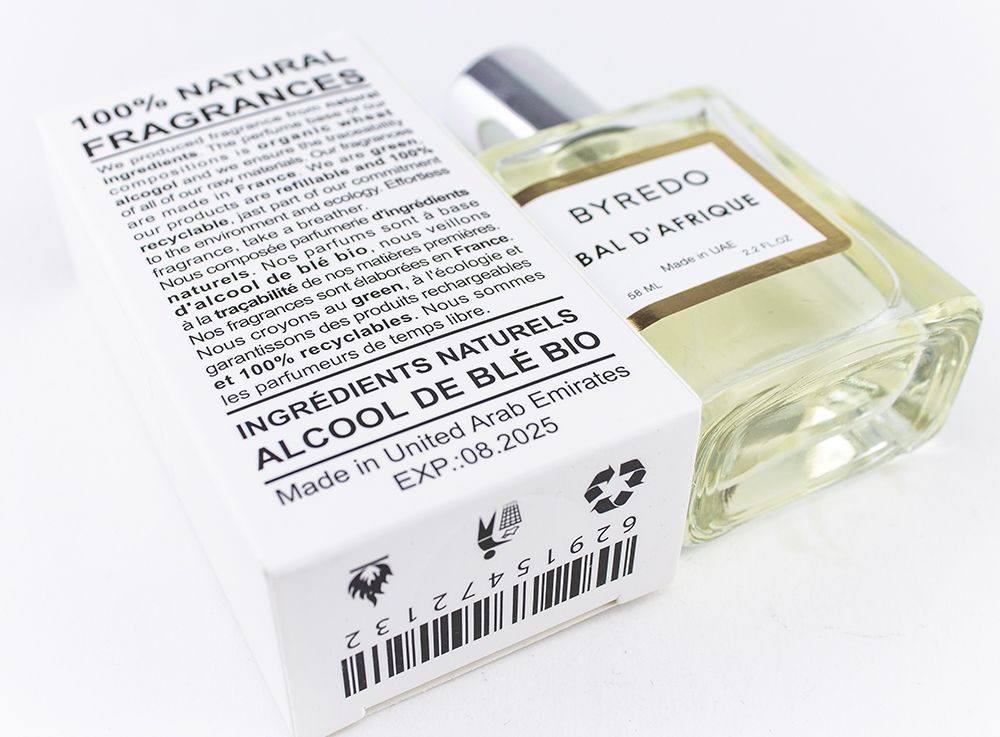 100% NATURAL
FRAGRANCES
We produced fragrance from natural
ingredients. The perfume base of our
compositions is organic wheat
alcogol and we ensure the traceability
of all of our raw materials. Our fragrances
are made in France. We are green,
our products are refillable and 100%
recyclable, just part of our commitment
to the environment and ecology. Effortless
fragrance, take a breather.
Nous composée parfumerie d'ingrédients
naturels. Nos parfums sont à base
d'alcool de blé bio, nous veillons
à la traçabilité de nos matières premières.
Nos fragrances sont élaborées en France.
Nous croyons au green, à l'écologie et
garantissons des produits rechargeables
et 100% recyclables. Nous sommes
les parfumeurs de temps libre.
INGRÉDIENTS NATURELS
ALCOOL DE BLÉ BIO
Made in United Arab Emirates
EXP.:08.2025
62915472132
BYREDO
BAL D'AFRIQUE
Made in UAE
58 ML 2.2 FL.OZ